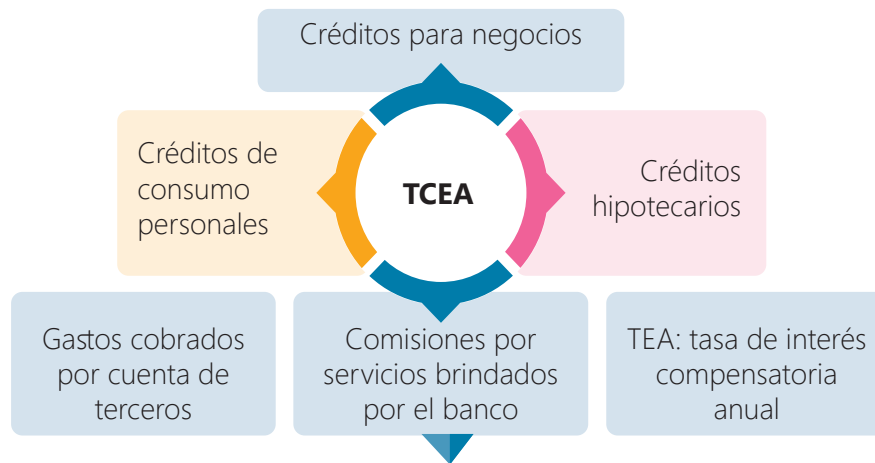 Créditos para negocios
Créditos de
consumo
personales
TCEA
Créditos
hipotecarios
Gastos cobrados
por cuenta de
terceros
Comisiones por
servicios brindados
por el banco
TEA: tasa de interés
compensatoria
anual